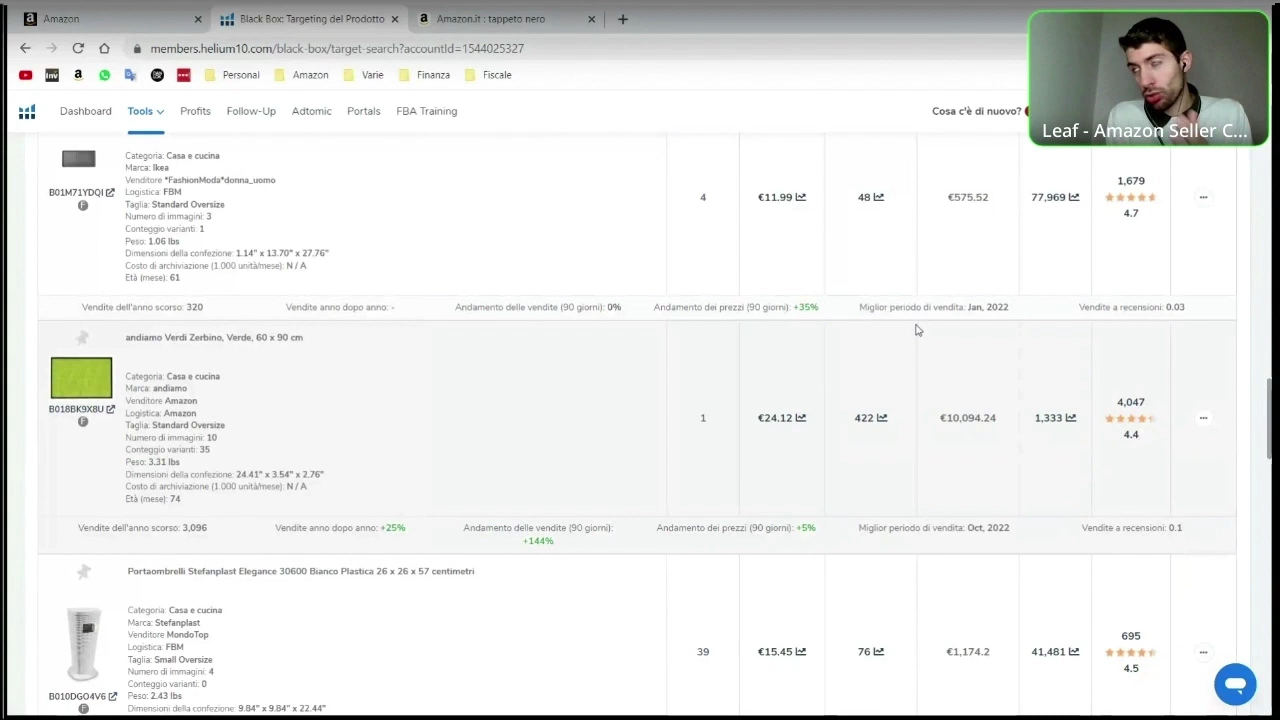 Amazon
Black Box: Targeting del Prodotto
Amazon.it : tappeto nero
members.helium10.com/black-box/target-search?accountId=1544025327
Personal
Amazon
Varie
Finanza
Fiscale
Dashboard
Tools
Profits
Follow-Up
Adtomic
Portals
FBA Training
Cosa c'è di nuovo?
Leaf - Amazon Seller C...
Categoria: Casa e cucina
Marca: Ikea
Venditore *FashionModa*donna_uomo
Logistica: FBM
Taglia: Standard Oversize
Numero di immagini: 3
Conteggio varianti: 1
Peso: 1.06 lbs
Dimensioni della confezione: 1.14" x 13.70" x 27.76"
Costo di archiviazione (1.000 unità/mese): N / A
Età (mese): 61
B01M71YDQI
F
4
€11.99
48
€575.52
77,969
1,679
4.7
Vendite dell'anno scorso: 320
Vendite anno dopo anno: -
Andamento delle vendite (90 giorni): 0%
Andamento dei prezzi (90 giorni): +35%
Miglior periodo di vendita: Jan, 2022
Vendite a recensioni: 0.03
andiamo Verdi Zerbino, Verde, 60 x 90 cm
Categoria: Casa e cucina
Marca: andiamo
Venditore Amazon
Logistica: Amazon
Taglia: Standard Oversize
Numero di immagini: 10
Conteggio varianti: 35
Peso: 3.31 lbs
Dimensioni della confezione: 24.41" x 3.54" x 2.76"
Costo di archiviazione (1.000 unità/mese): N / A
Età (mese): 74
B018BK9X8U
F
1
€24.12
422
€10,094.24
1,333
4,047
4.4
Vendite dell'anno scorso: 3,096
Vendite anno dopo anno: +25%
Andamento delle vendite (90 giorni):
+144%
Andamento dei prezzi (90 giorni): +5%
Miglior periodo di vendita: Oct, 2022
Vendite a recensioni: 0.1
Portaombrelli Stefanplast Elegance 30600 Bianco Plastica 26 x 26 x 57 centimetri
Categoria: Casa e cucina
Marca: Stefanplast
Venditore MondoTop
Logistica: FBM
Taglia: Small Oversize
Numero di immagini: 4
Conteggio varianti: 0
Peso: 2.43 lbs
Dimensioni della confezione: 9.84" x 9.84" x 22.44"
B010DGO4V6
F
39
€15.45
76
€1,174.2
41,481
695
4.5